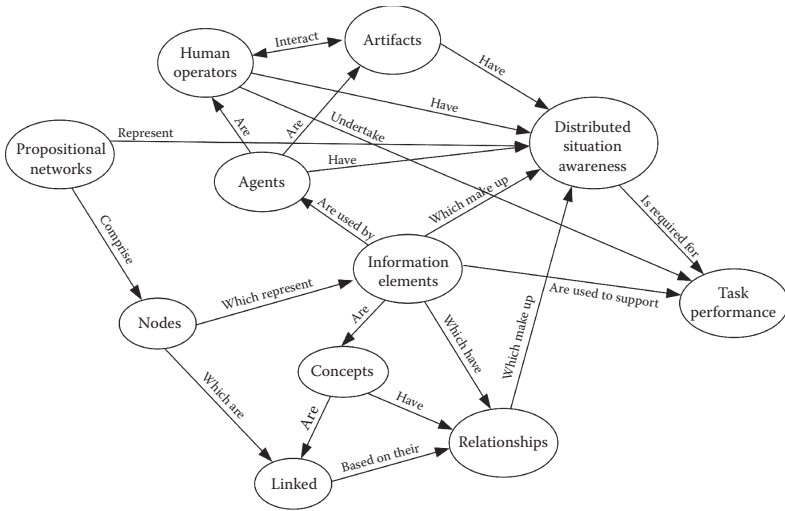 Human
operators
Interact
Artifacts
Have
Have
Are
Are
Undertake
Propositional
networks
Represent
Distributed
situation
awareness
Agents
Have
Which make up
Are used by
Is required for
Comprise
Information
elements
Which represent
Are used to support
Task
performance
Nodes
Are
Which have
Which make up
Concepts
Which are
Are
Have
Relationships
Based on their
Linked